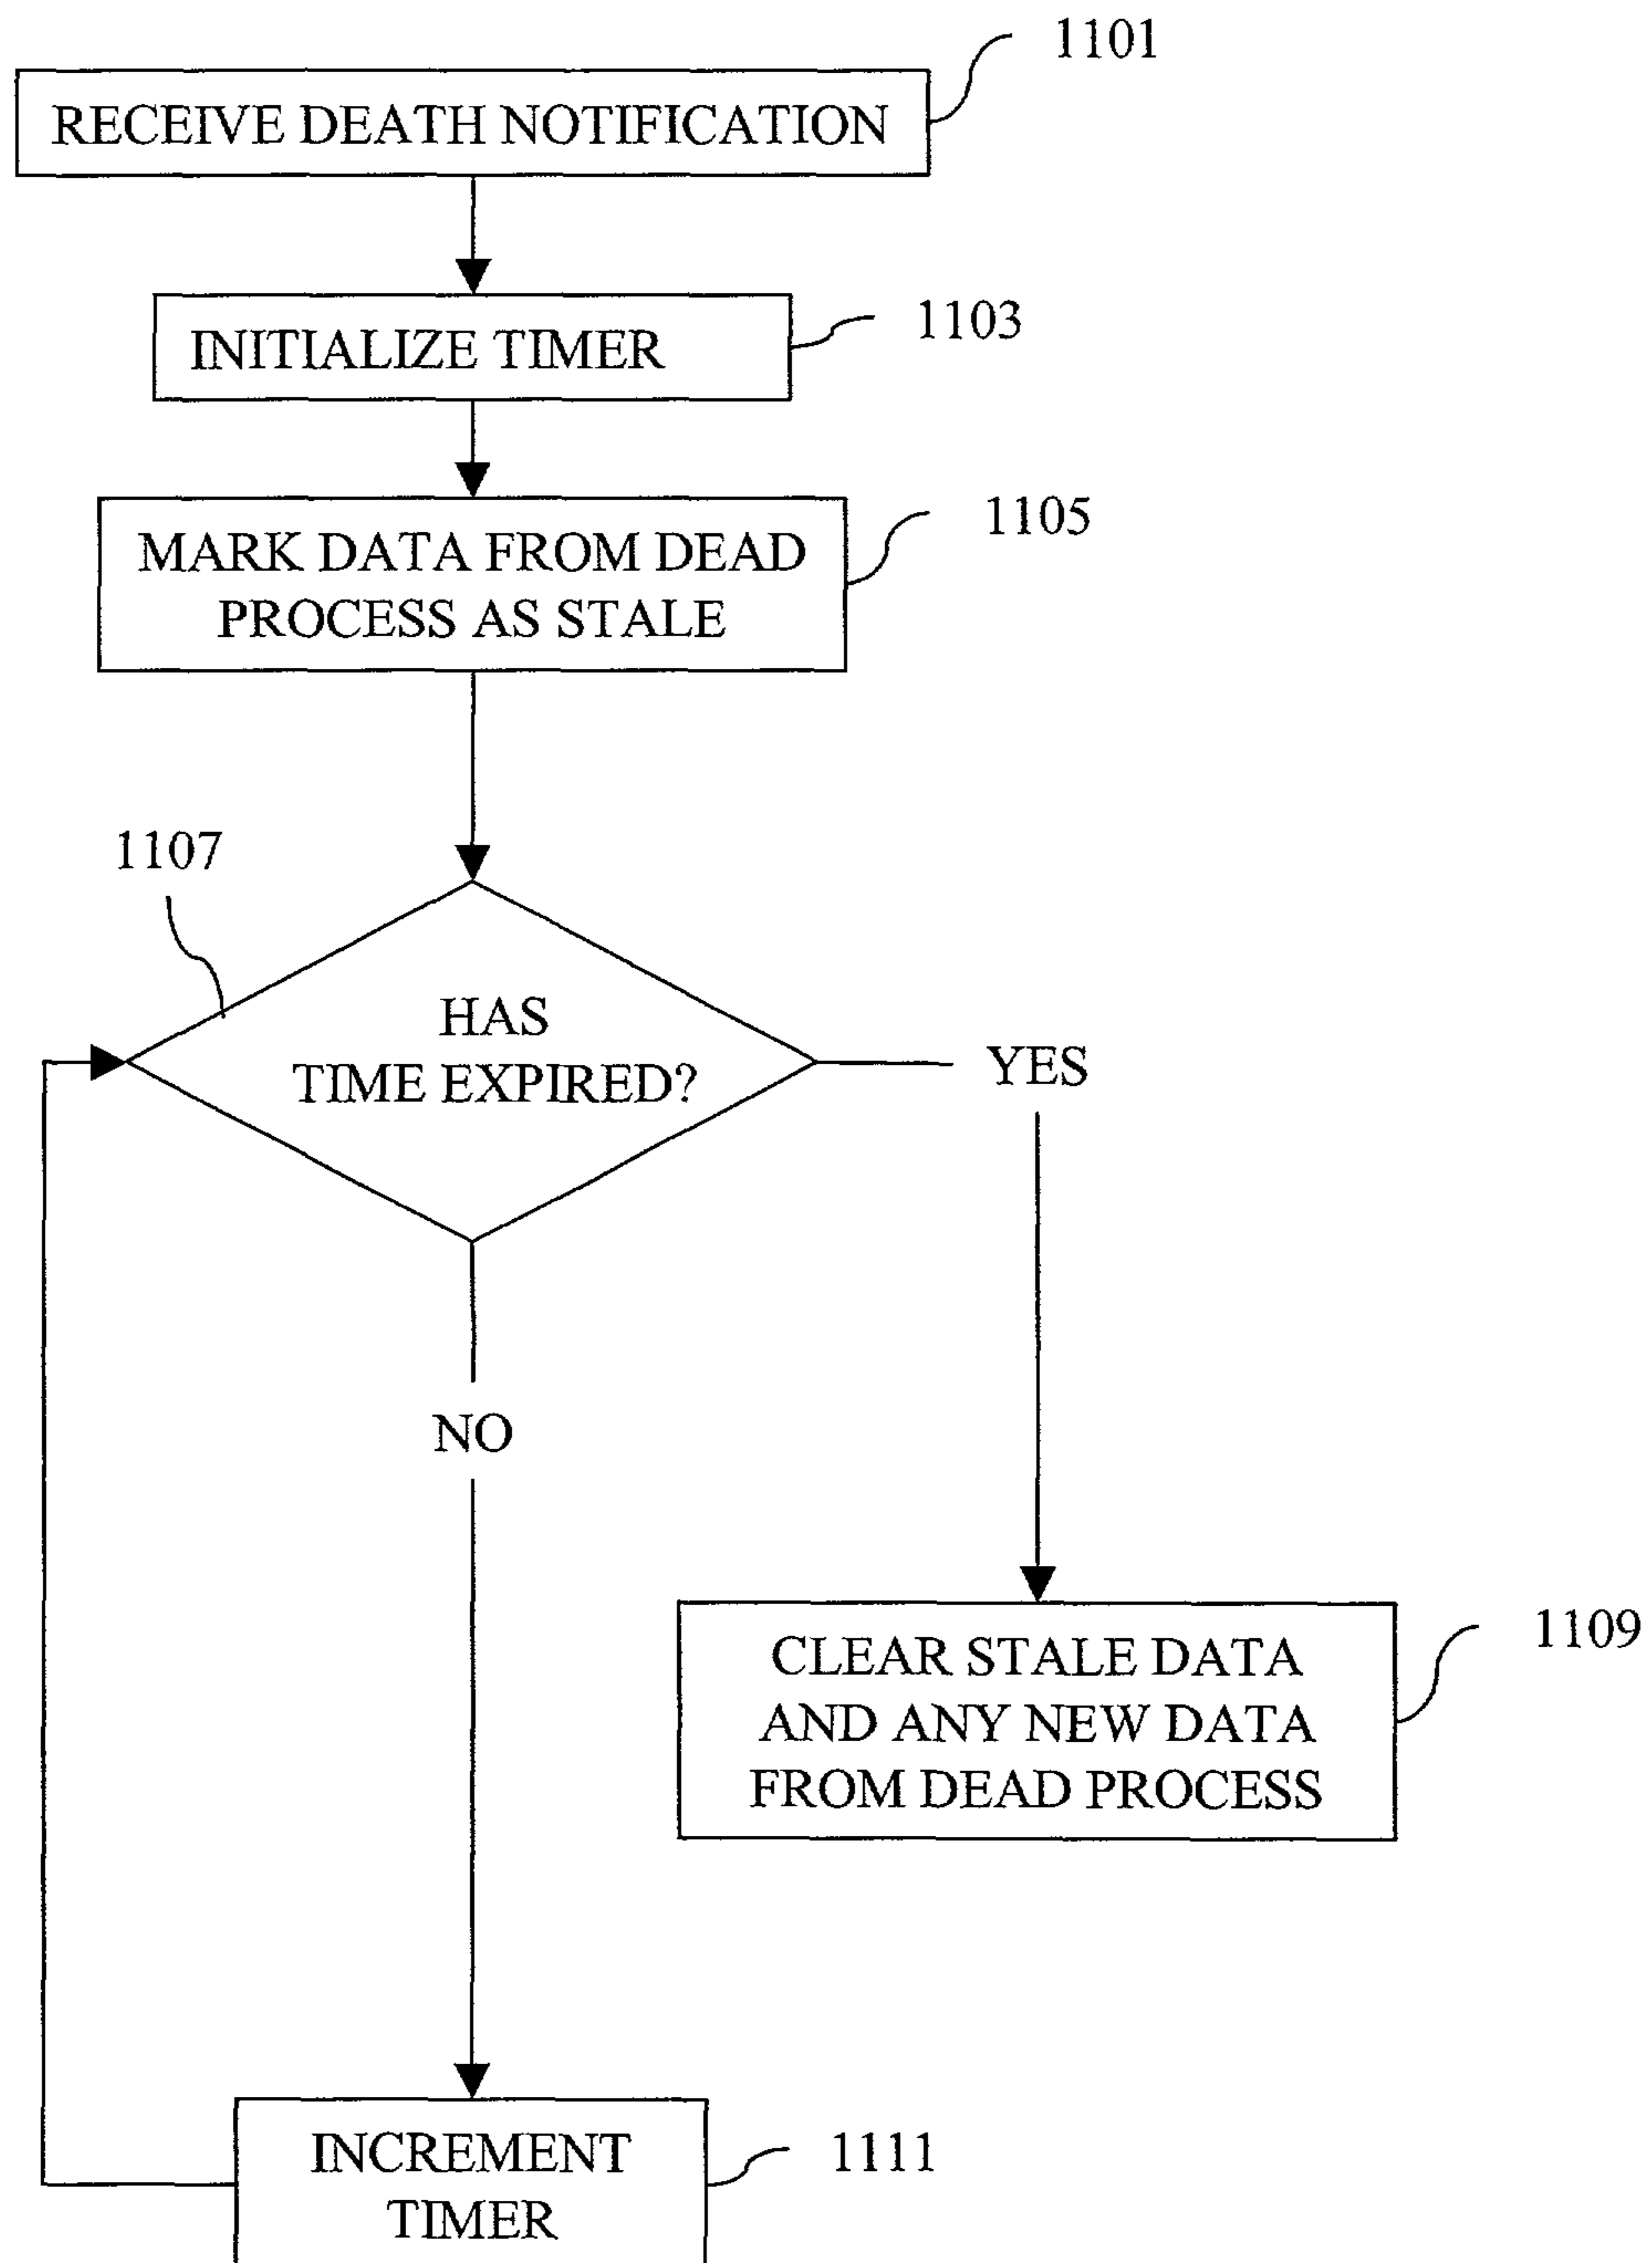 1101
RECEIVE DEATH NOTIFICATION
1103
INITIALIZE TIMER
1105
MARK DATA FROM DEAD
PROCESS AS STALE
1107
HAS
TIME EXPIRED?
YES
NO
1109
CLEAR STALE DATA
AND ANY NEW DATA
FROM DEAD PROCESS
1111
INCREMENT
TIMER